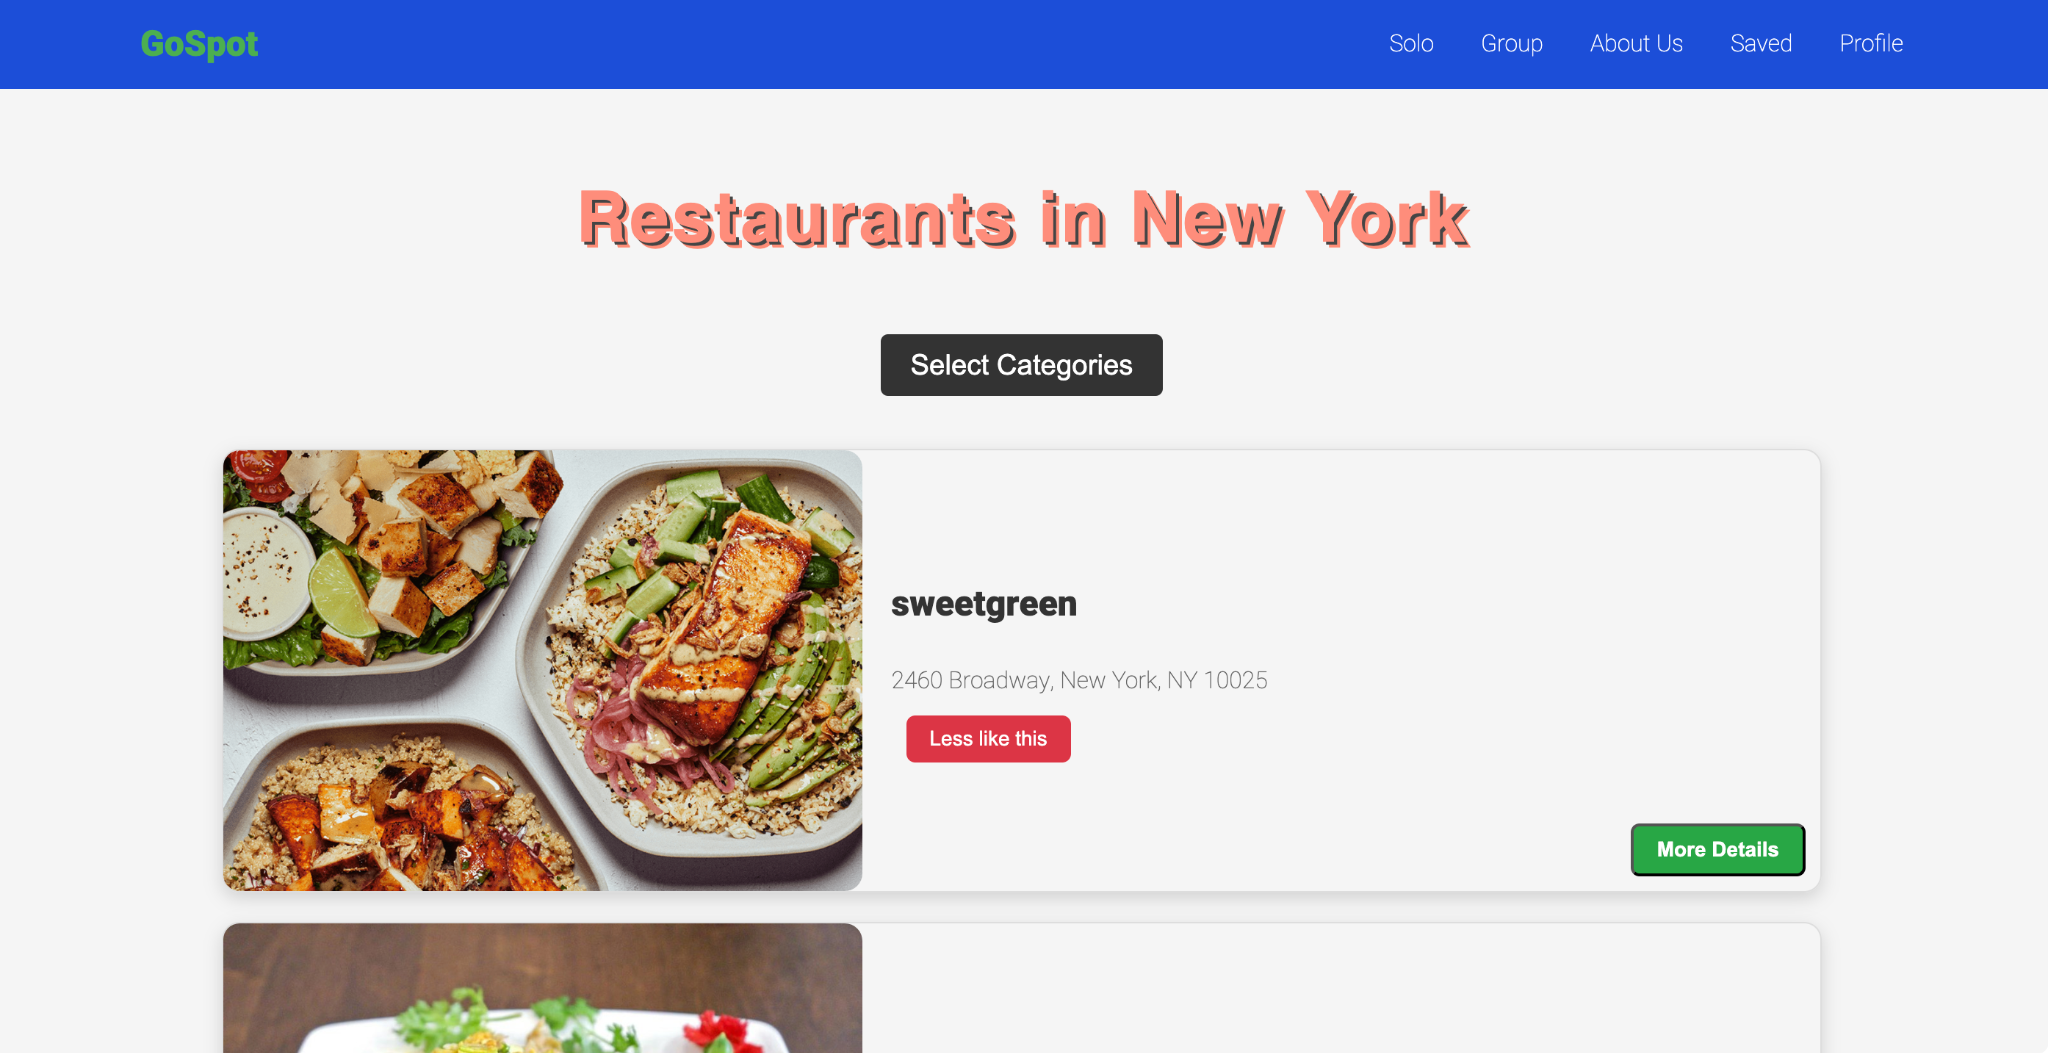 GoSpot
Solo Group About Us Saved Profile
Restaurants in New York
Select Categories
sweetgreen
2460 Broadway, New York, NY 10025
Less like this
More Details